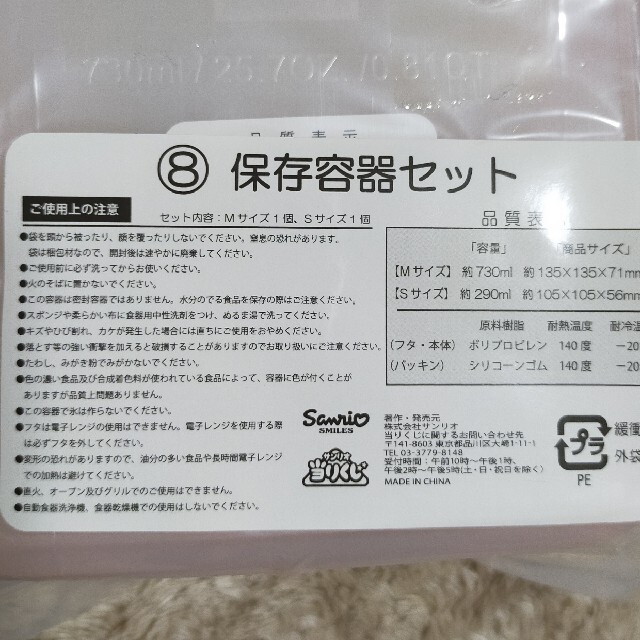 730ml / 25.7OZ. / 0.81QT
品 質 表 示
⑧ 保存容器セット
ご使用上の注意
セット内容：Mサイズ1個、Sサイズ1個
●袋を頭から被ったり、顔を覆ったりしないでください。窒息の恐れがあります。
袋は梱包材なので、開封後は速やかに廃棄してください。
●ご使用前に必ず洗ってからお使いください。
●火のそばに置かないでください。
●この容器は密封容器ではありません。水分のでる食品を保存の際はご注意ください。
●スポンジや柔らかい布に食器用中性洗剤をつけ、ぬるま湯で洗ってください。
●キズやひび割れ、カケが発生した場合には直ちにご使用をおやめください。
●落とす等の強い衝撃を加えると破損することがありますのでお取り扱いにご注意ください。
●たわし、みがき粉でみがかないでください。
●色の濃い食品及び合成着色料が使われている食品によって、容器に色が付くことが
ありますが品質上問題ありません。
●この容器で氷は作らないでください。
●フタは電子レンジの使用はできません。電子レンジを使用する際
は必ずフタを外してください。
●変形の恐れがありますので、油分の多い食品や長時間電子レンジ
での加熱は避けてください。
●直火、オーブン及びグリルでのご使用はできません。
●自動食器洗浄機、食器乾燥機での使用はしないでください。
品 質 表
「容量」 「商品サイズ」
【Mサイズ】 約730ml 約135×135×71mm
【Sサイズ】 約290ml 約105×105×56mm
原料樹脂 耐熱温度 耐冷温
(フタ・本体) ポリプロピレン 140度 －20
(パッキン) シリコーンゴム 140度 －20
Sanrio
SMILES
サンリオ
当りくじ
著作・発売元
株式会社サンリオ
当りくじに関するお問い合わせ先
〒141-8603 東京都品川区大崎1-11-1
TEL 03-3779-8148
受付時間：午前10時〜午後1時、
午後2時〜午後5時(土・日・祝日を除く)
MADE IN CHINA
プラ
PE
緩衝
外袋